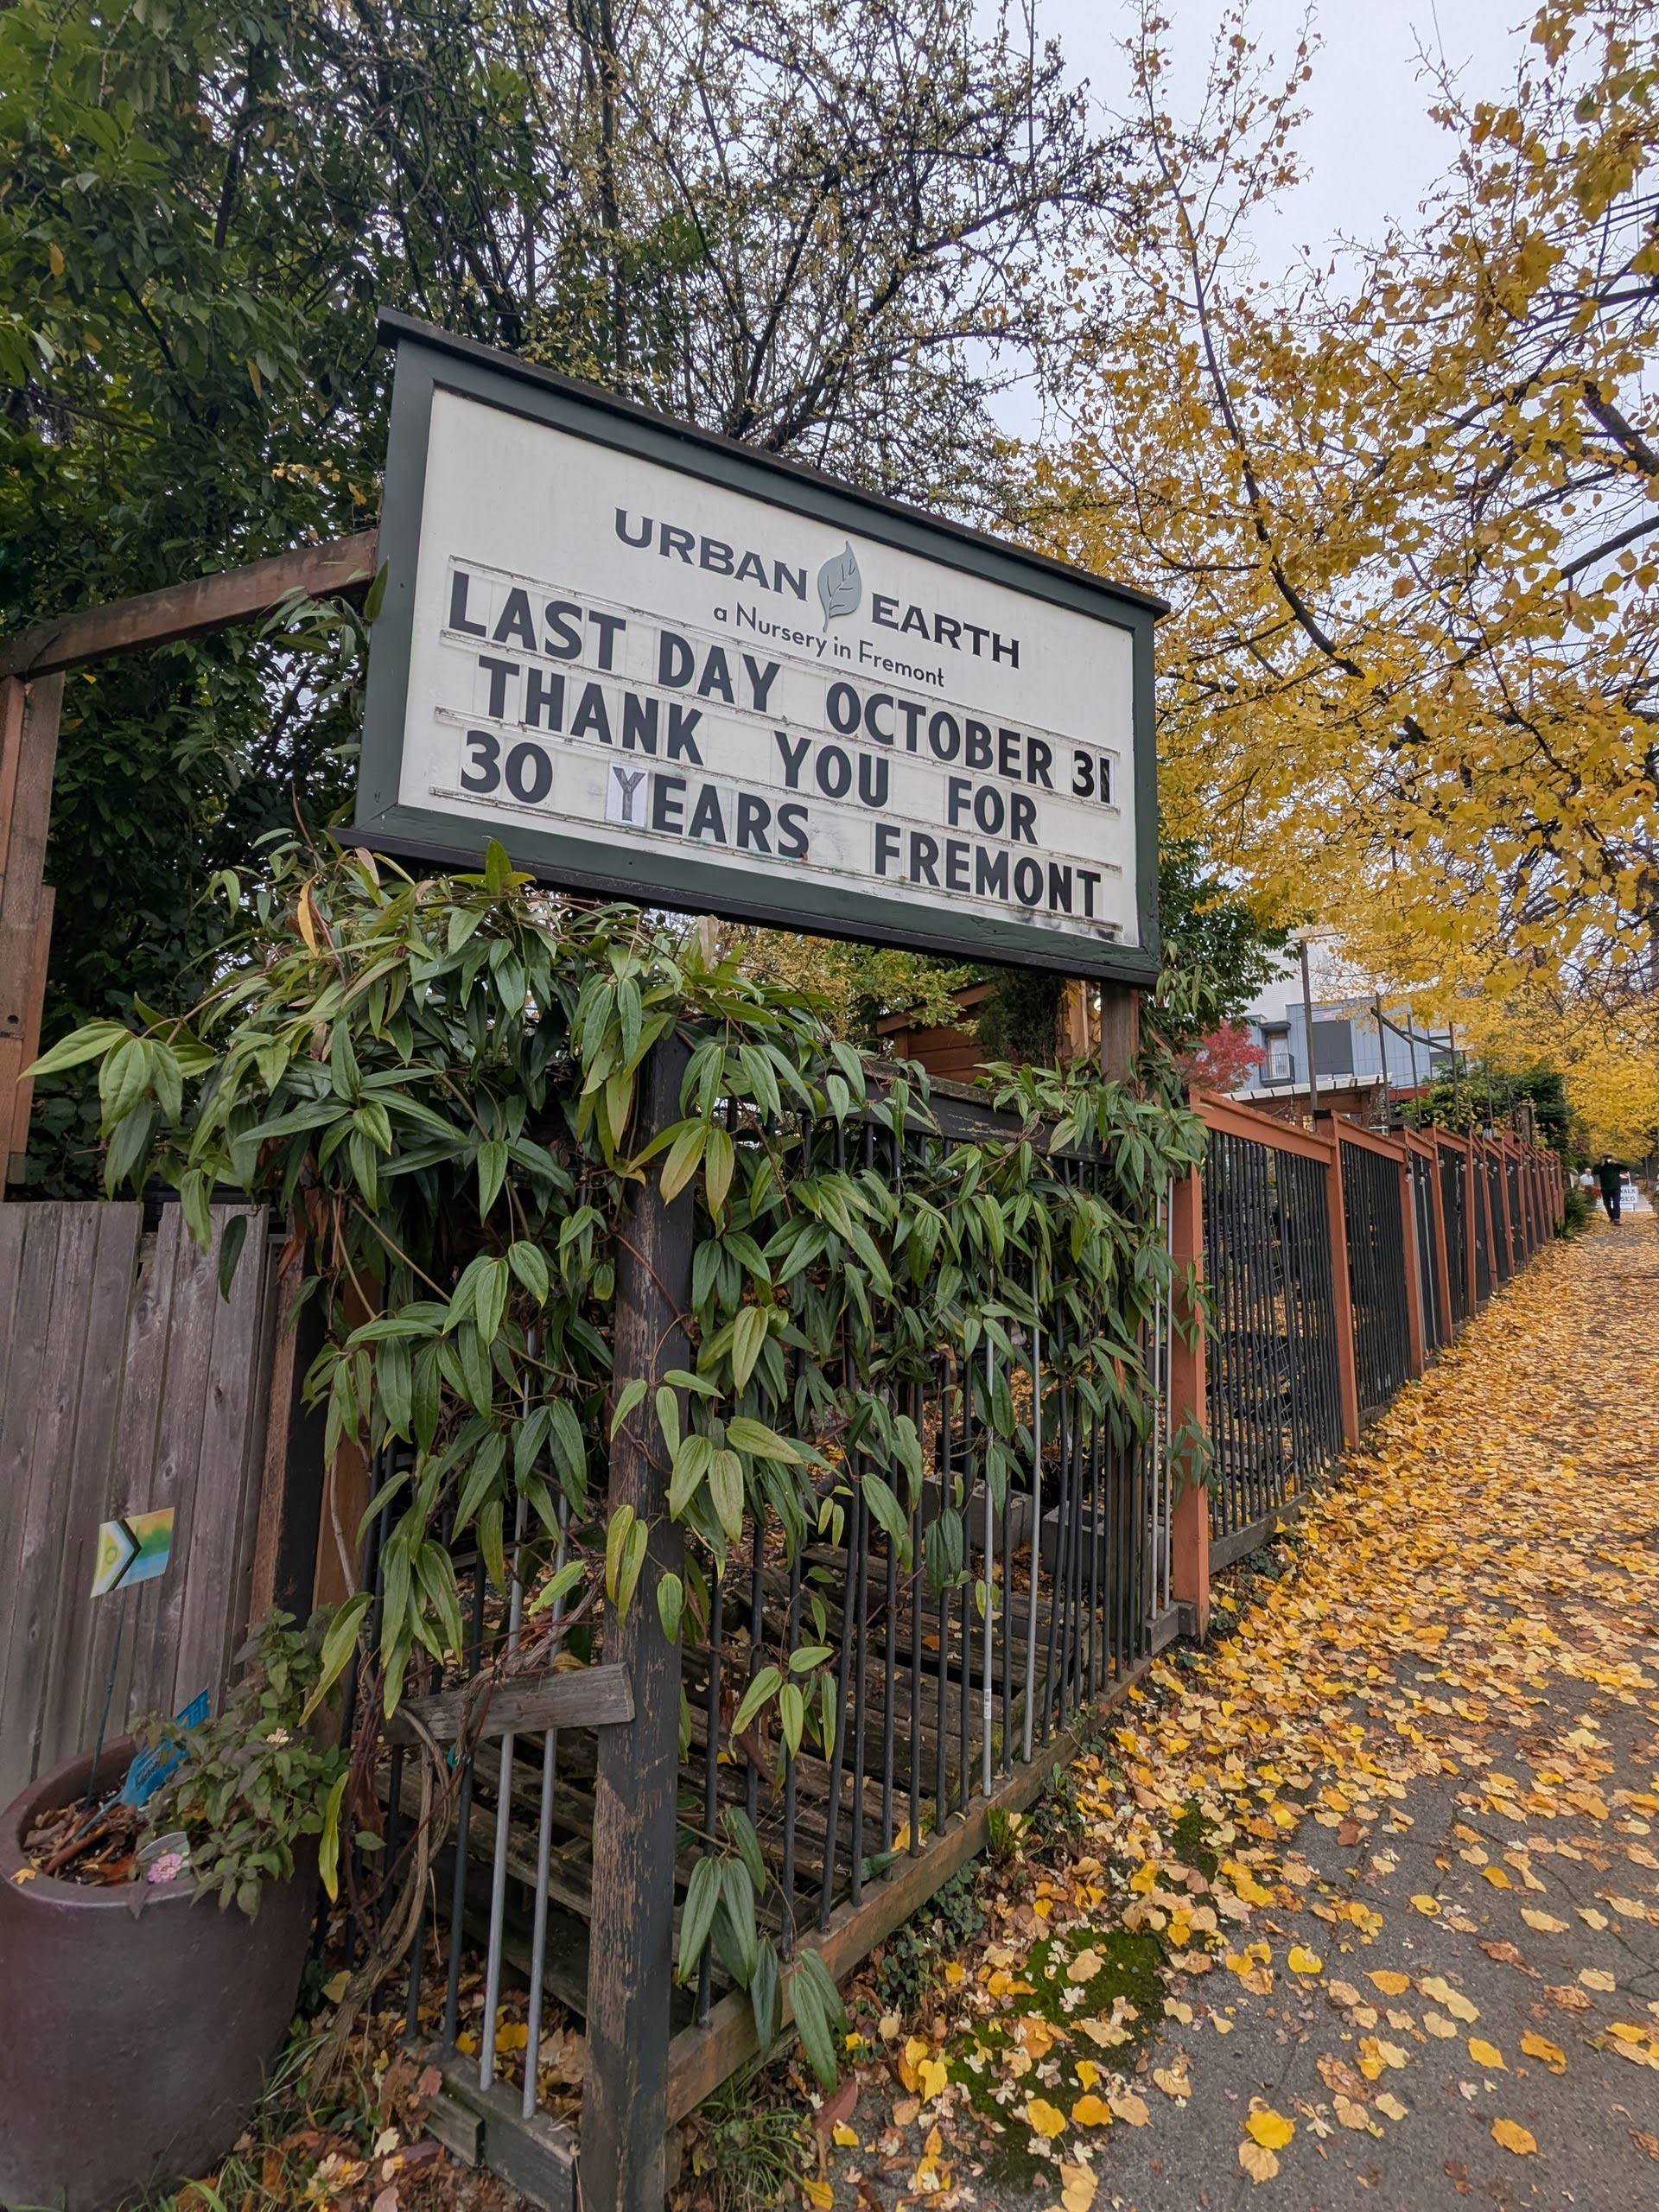 URBAN EARTH
a Nursery in Fremont
LAST DAY OCTOBER 31
THANK YOU FOR
30 YEARS FREMONT